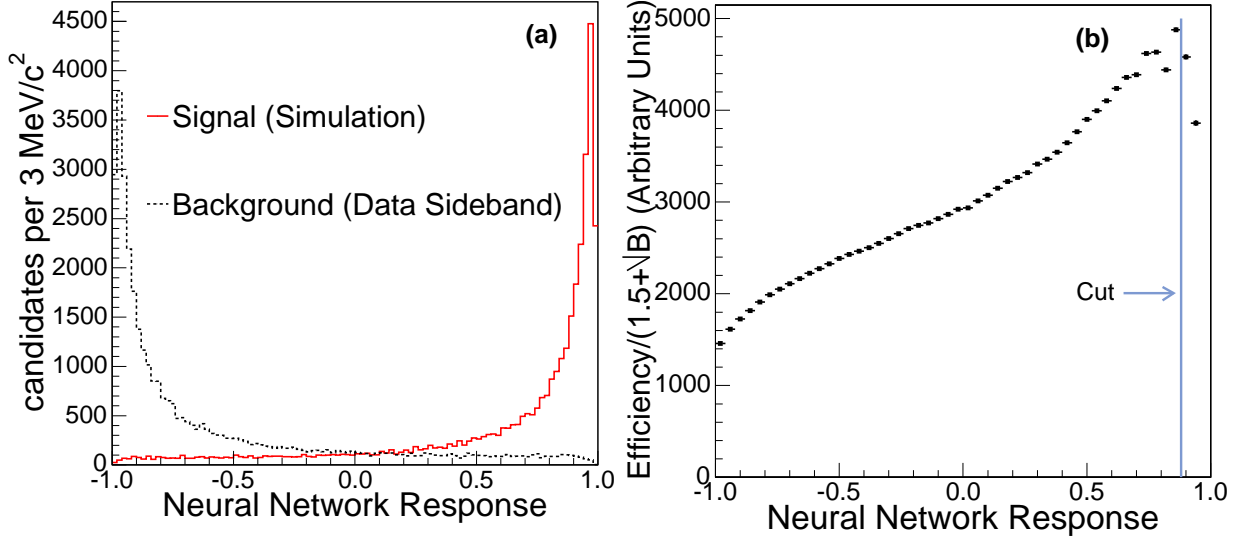 candidates per 3 MeV/c²
4500
4000
3500
3000
2500
2000
1500
1000
500
0
(a)
Signal (Simulation)
Background (Data Sideband)
-1.0
-0.5
0.0
0.5
1.0
Neural Network Response
Efficiency/(1.5+√B) (Arbitrary Units)
5000
4000
3000
2000
1000
0
(b)
Cut
-1.0
-0.5
0.0
0.5
1.0
Neural Network Response